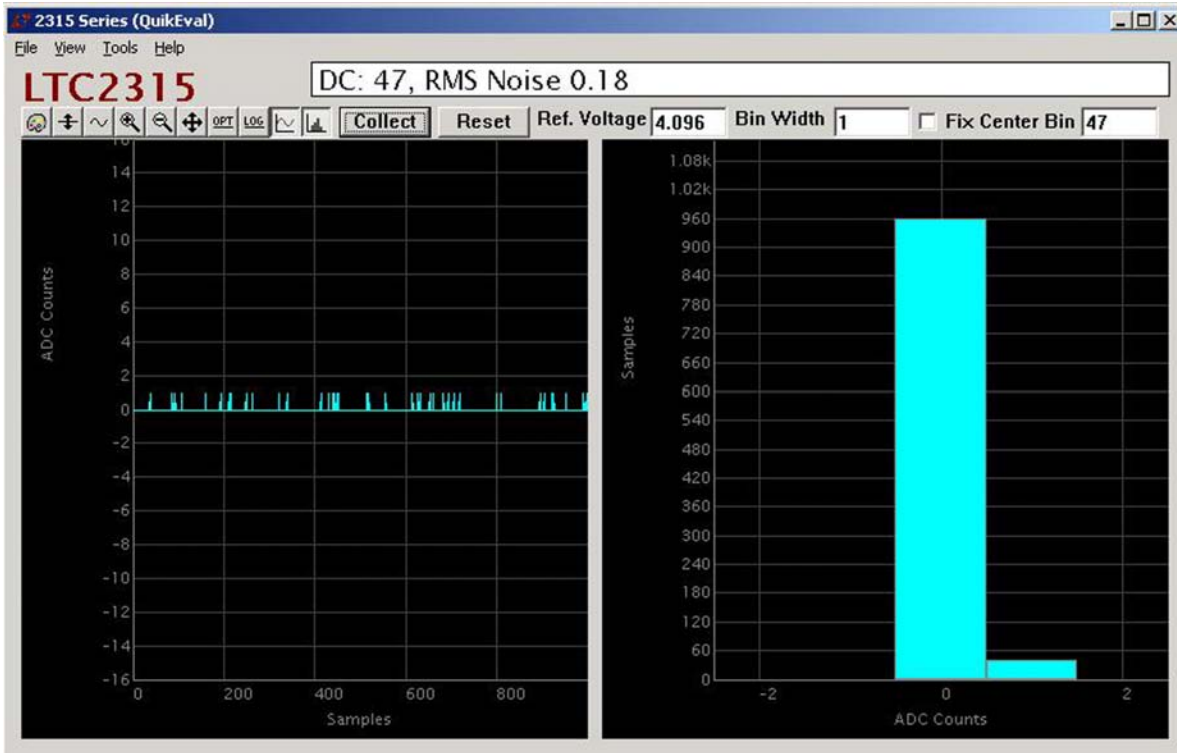 2315 Series (QuikEval)
File View Tools Help
LTC2315
DC: 47, RMS Noise 0.18
OPT LOG Collect Reset Ref. Voltage 4.096 Bin Width 1 Fix Center Bin 47
16
14
12
10
8
6
4
2
0
-2
-4
-6
-8
-10
-12
-14
-16
ADC Counts
0 200 400 600 800
Samples
1.08k
1.02k
960
900
840
780
720
660
600
540
480
420
360
300
240
180
120
60
0
Samples
-2 0 2
ADC Counts